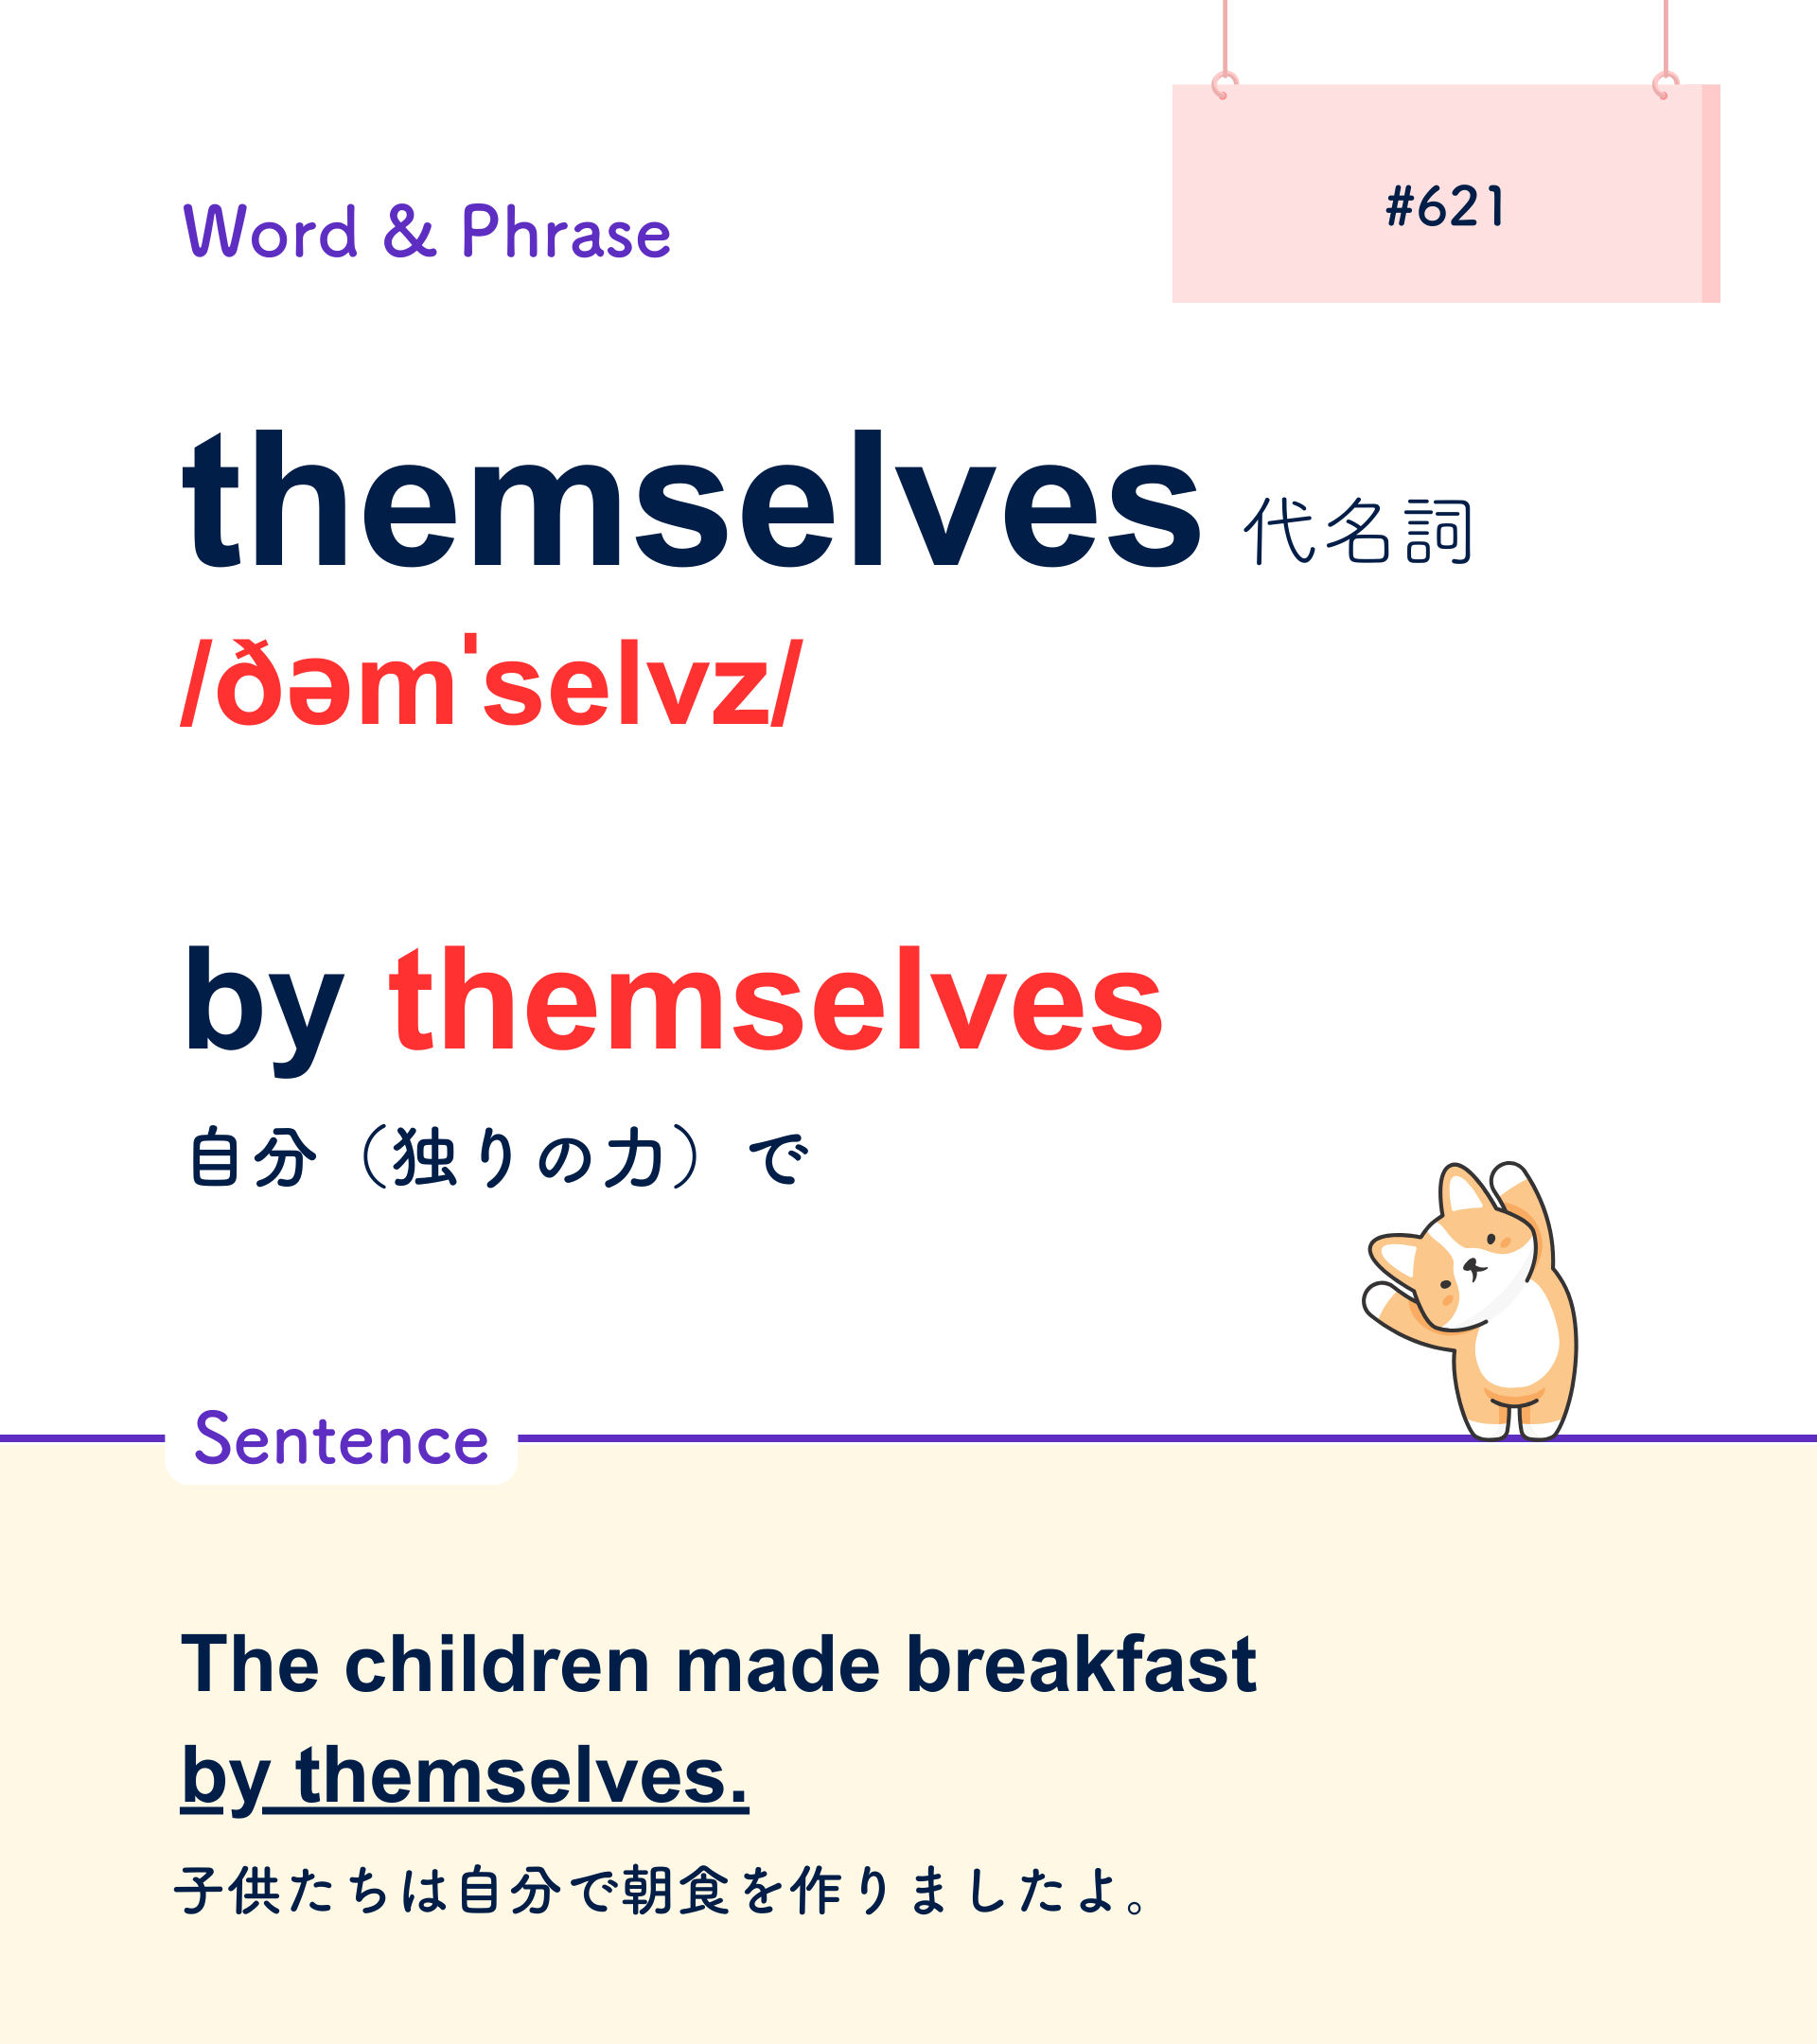 #621
Word & Phrase
themselves 代名詞
/ðəmˈselvz/
by themselves
自分（独りの力）で
Sentence
The children made breakfast
by themselves.
子供たちは自分で朝食を作りましたよ。